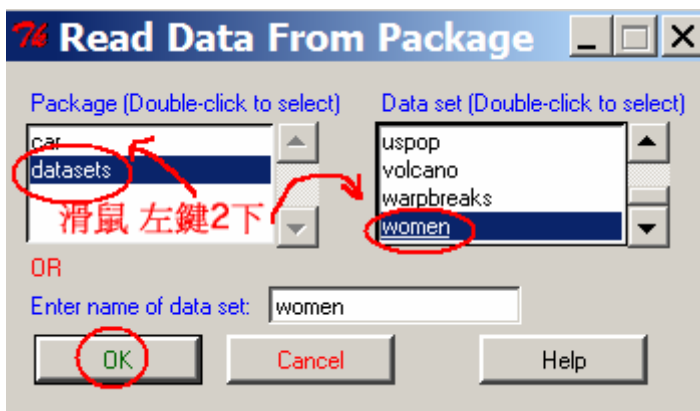 Read Data From Package
Package (Double-click to select)
Data set (Double-click to select)
car
datasets
uspop
volcano
warpbreaks
women
滑鼠 左鍵2下
OR
Enter name of data set: women
OK Cancel Help